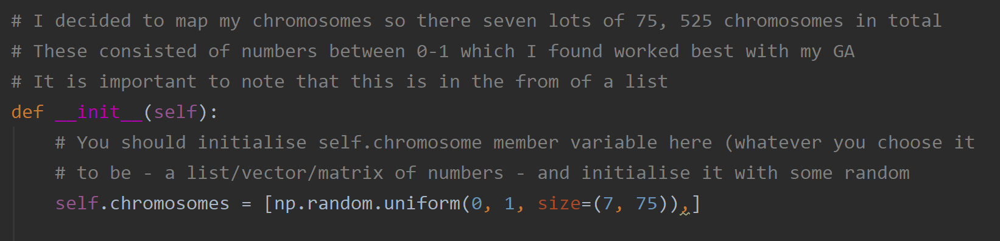 # I decided to map my chromosomes so there seven lots of 75, 525 chromosomes in total
# These consisted of numbers between 0-1 which I found worked best with my GA
# It is important to note that this is in the from of a list
def __init__(self):
# You should initialise self.chromosome member variable here (whatever you choose it
# to be - a list/vector/matrix of numbers - and initialise it with some random
self.chromosomes = [np.random.uniform(0, 1, size=(7, 75)),]